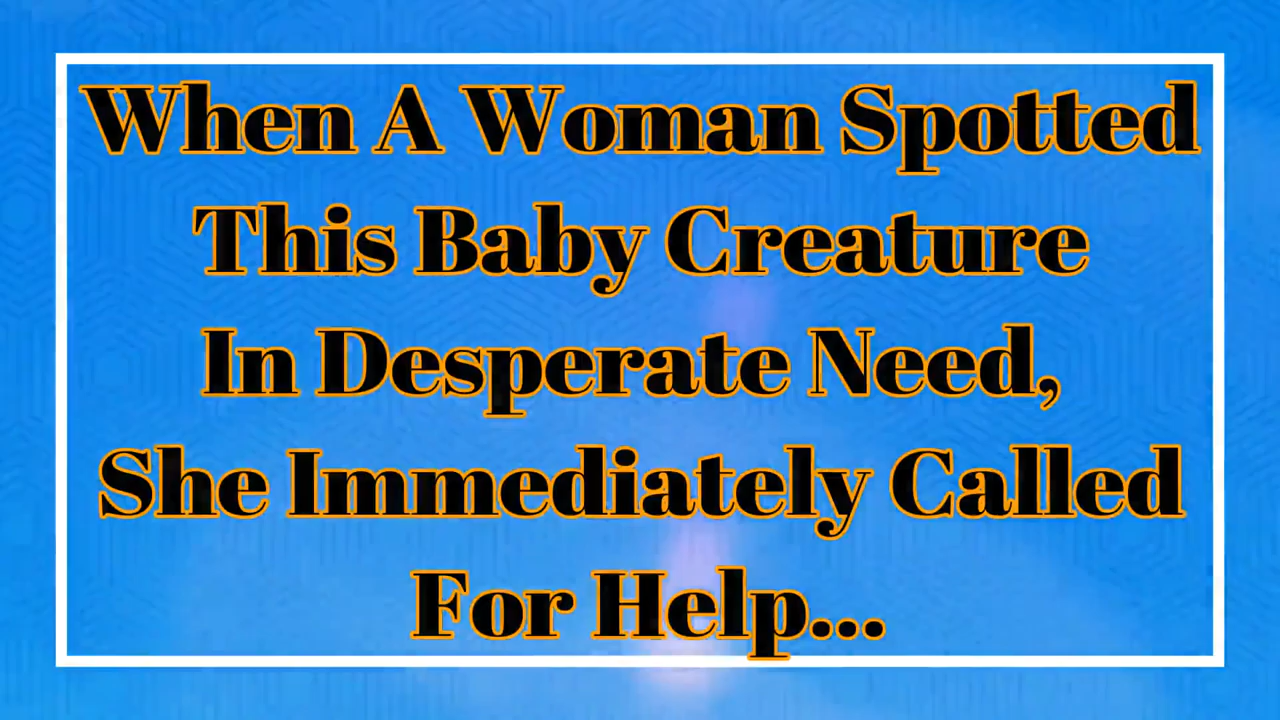 When A Woman Spotted
This Baby Creature
In Desperate Need,
She Immediately Called
For Help...